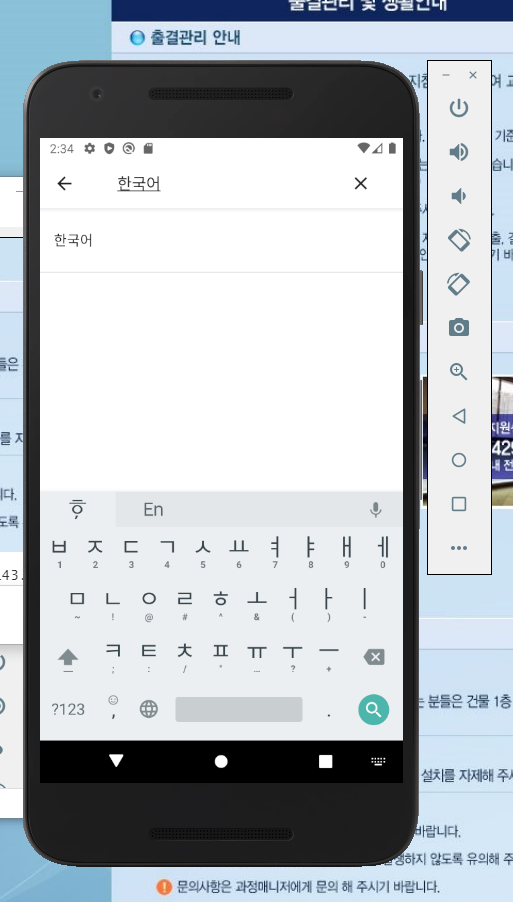 출결관리 및 생활안내
출결관리 안내
2:34
한국어
한국어
En
ㅂ ㅈ ㄷ ㄱ ㅅ ㅛ ㅕ ㅑ ㅐ ㅔ
1 2 3 4 5 6 7 8 9 0
ㅁ ㄴ ㅇ ㄹ ㅎ ㅗ ㅓ ㅏ ㅣ
~ ! @ # ^ & ( ) -
ㅋ ㅌ ㅊ ㅍ ㅠ ㅜ ㅡ
; : / ... ? +
?123 , .
분들은 건물 1층
설치를 자제해 주
바랍니다.
않도록 유의해 주
문의사항은 과정매니저에게 문의 해 주시기 바랍니다.